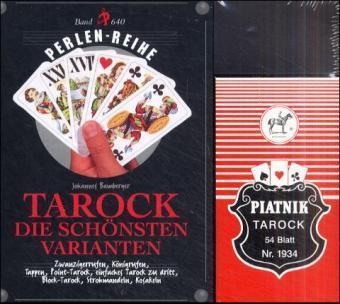 Band 640
PERLEN-REIHE
XVI
Johannes Bamberger
TAROCK
DIE SCHÖNSTEN
VARIANTEN
Zwanzigerrufen, Königrufen,
Tappen, Point-Tarock, einfaches Tarock zu dritt,
Block-Tarock, Strohmandeln, Kosakeln
PIATNIK
TAROCK
54 Blatt
Nr. 1934